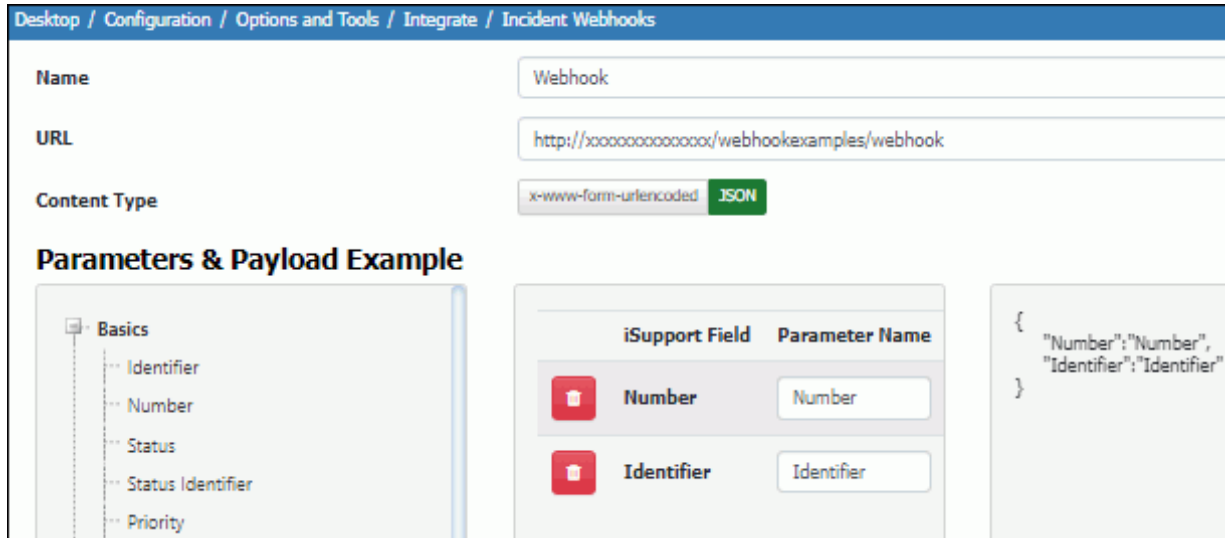 Desktop / Configuration / Options and Tools / Integrate / Incident Webhooks
Name
Webhook
URL
http://xxxxxxxxxxxxxx/webhookexamples/webhook
Content Type
x-www-form-urlencoded JSON
Parameters & Payload Example
Basics
Identifier
Number
Status
Status Identifier
Priority
iSupport Field Parameter Name
Number Number
Identifier Identifier
{
"Number":"Number",
"Identifier":"Identifier"
}